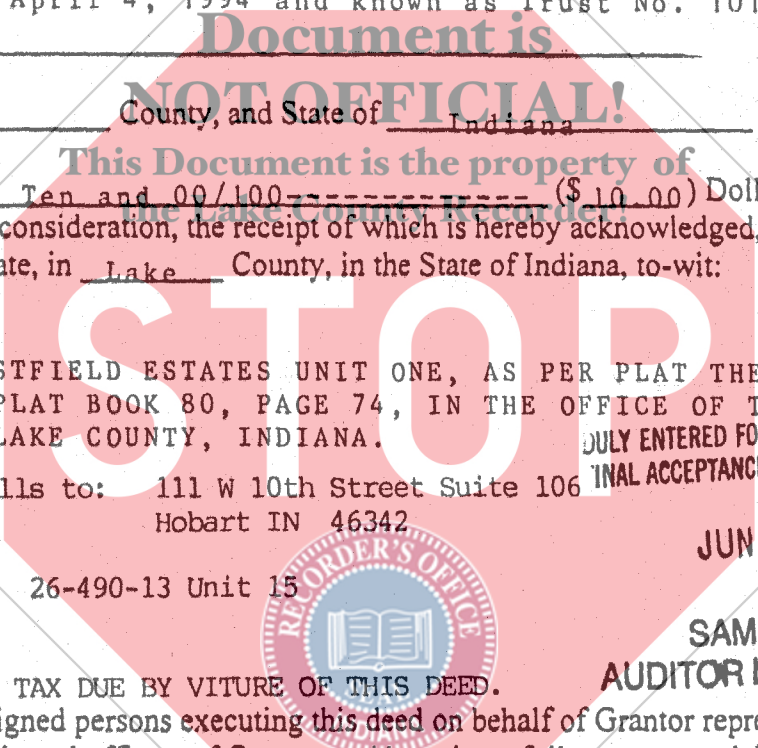 April 4, 1994 and known as Trust No. 101
Document is
NOT OFFICIAL!
County, and State of Indiana
This Document is the property of
the Lake County Recorder!
Ten and 00/100-------------- ($ 10.00) Doll
consideration, the receipt of which is hereby acknowledged,
ate, in Lake County, in the State of Indiana, to-wit:
STOP
STFIELD ESTATES UNIT ONE, AS PER PLAT THE
PLAT BOOK 80, PAGE 74, IN THE OFFICE OF T
LAKE COUNTY, INDIANA.
DULY ENTERED FO
INAL ACCEPTANC
lls to: 111 W 10th Street Suite 106
Hobart IN 46342
JUN
RECORDER'S OFFICE
26-490-13 Unit 15
SAM
AUDITOR
TAX DUE BY VITURE OF THIS DEED.
igned persons executing this deed on behalf of Grantor repre